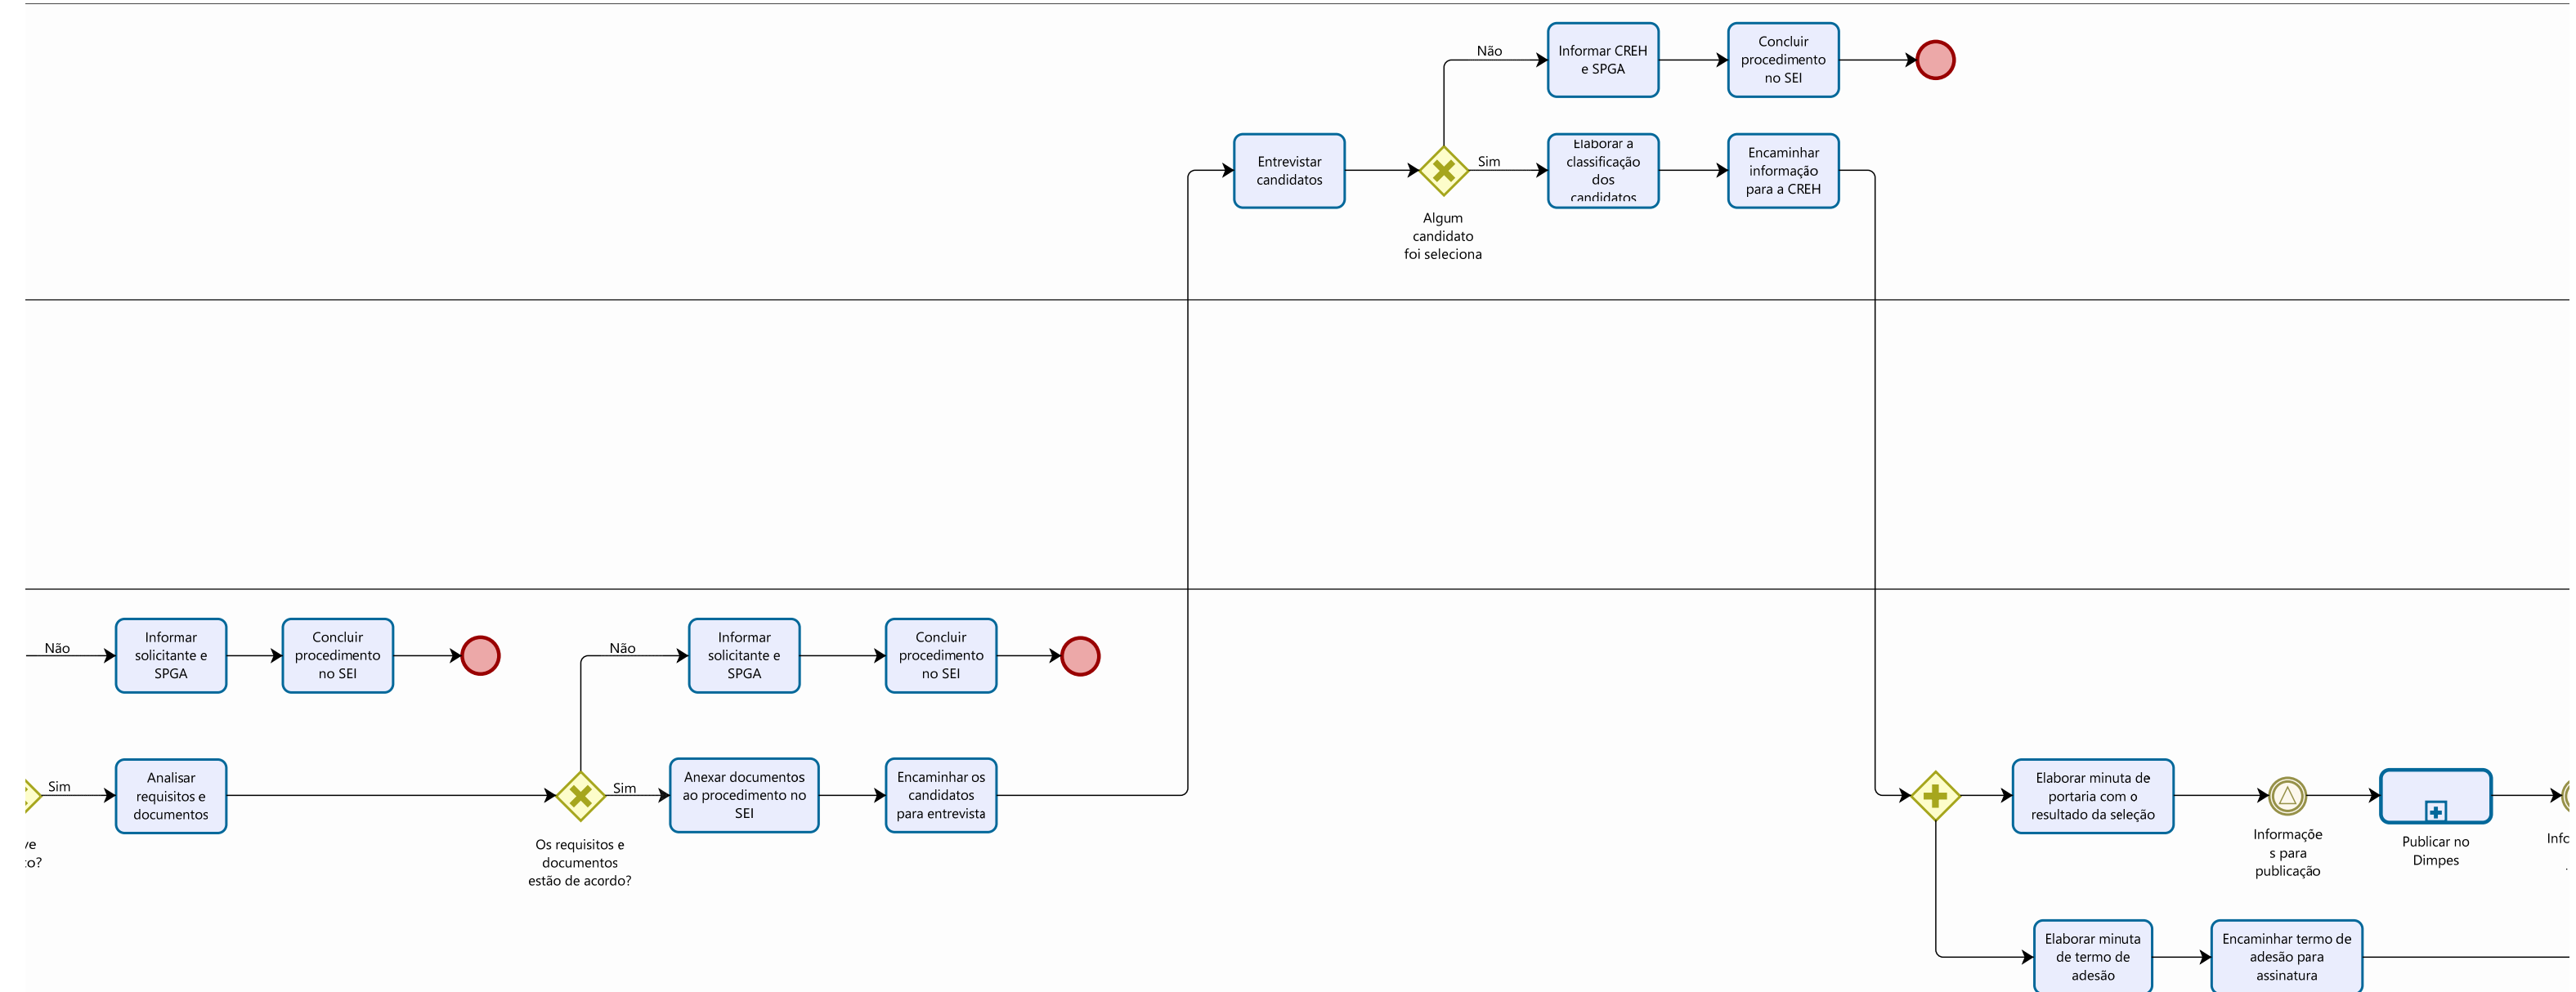 Não
Informar CREH
e SPGA
Concluir
procedimento
no SEI
Entrevistar
candidatos
Sim
Elaborar a
classificação
dos
candidatos
Encaminhar
informação
para a CREH
Algum
candidato
foi seleciona
Não
Informar
solicitante e
SPGA
Concluir
procedimento
no SEI
Não
Informar
solicitante e
SPGA
Concluir
procedimento
no SEI
Sim
Analisar
requisitos e
documentos
Sim
Anexar documentos
ao procedimento no
SEI
Encaminhar os
candidatos
para entrevista
Elaborar minuta de
portaria com o
resultado da seleção
Os requisitos e
documentos
estão de acordo?
Informaçõe
s para
publicação
Publicar no
Dimpes
Elaborar minuta
de termo de
adesão
Encaminhar termo de
adesão para
assinatura